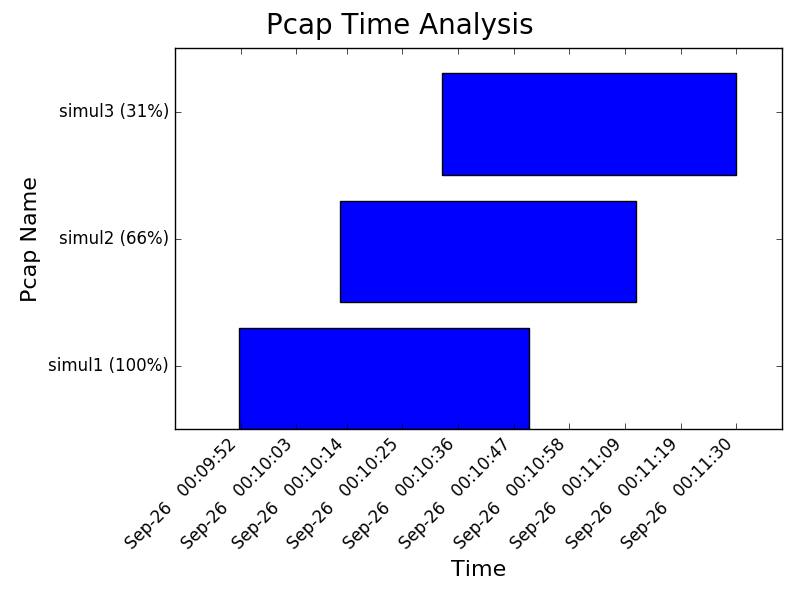 Pcap Time Analysis
Pcap Name
simul3 (31%)
simul2 (66%)
simul1 (100%)
Sep-26 00:09:52
Sep-26 00:10:03
Sep-26 00:10:14
Sep-26 00:10:25
Sep-26 00:10:36
Sep-26 00:10:47
Sep-26 00:10:58
Sep-26 00:11:09
Sep-26 00:11:19
Sep-26 00:11:30
Time